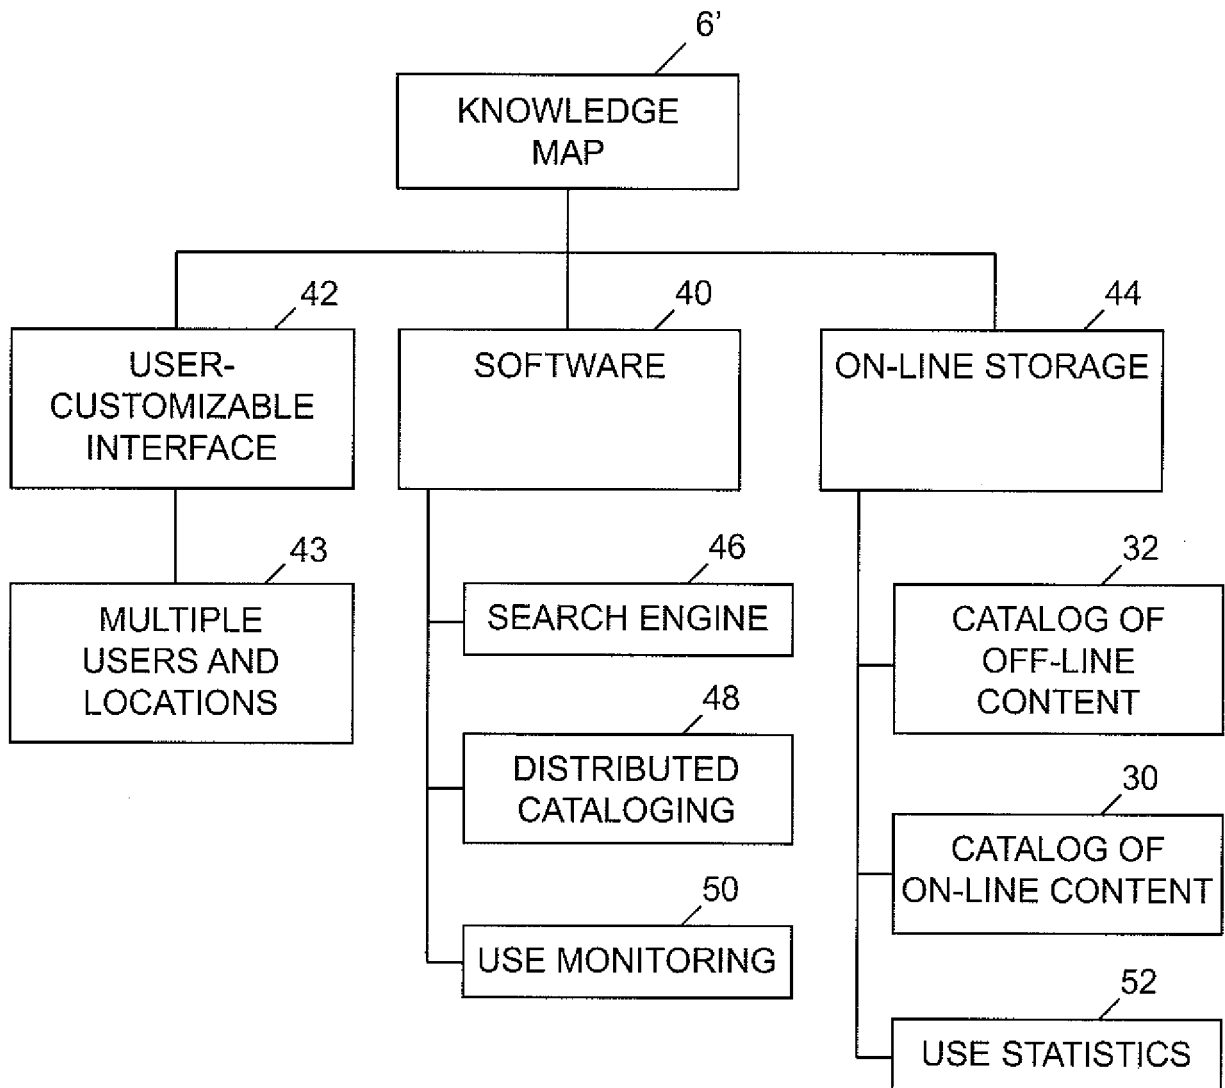 6’
KNOWLEDGE
MAP
42
USER-
CUSTOMIZABLE
INTERFACE
40
SOFTWARE
44
ON-LINE STORAGE
43
MULTIPLE
USERS AND
LOCATIONS
46
SEARCH ENGINE
48
DISTRIBUTED
CATALOGING
50
USE MONITORING
32
CATALOG OF
OFF-LINE
CONTENT
30
CATALOG OF
ON-LINE CONTENT
52
USE STATISTICS